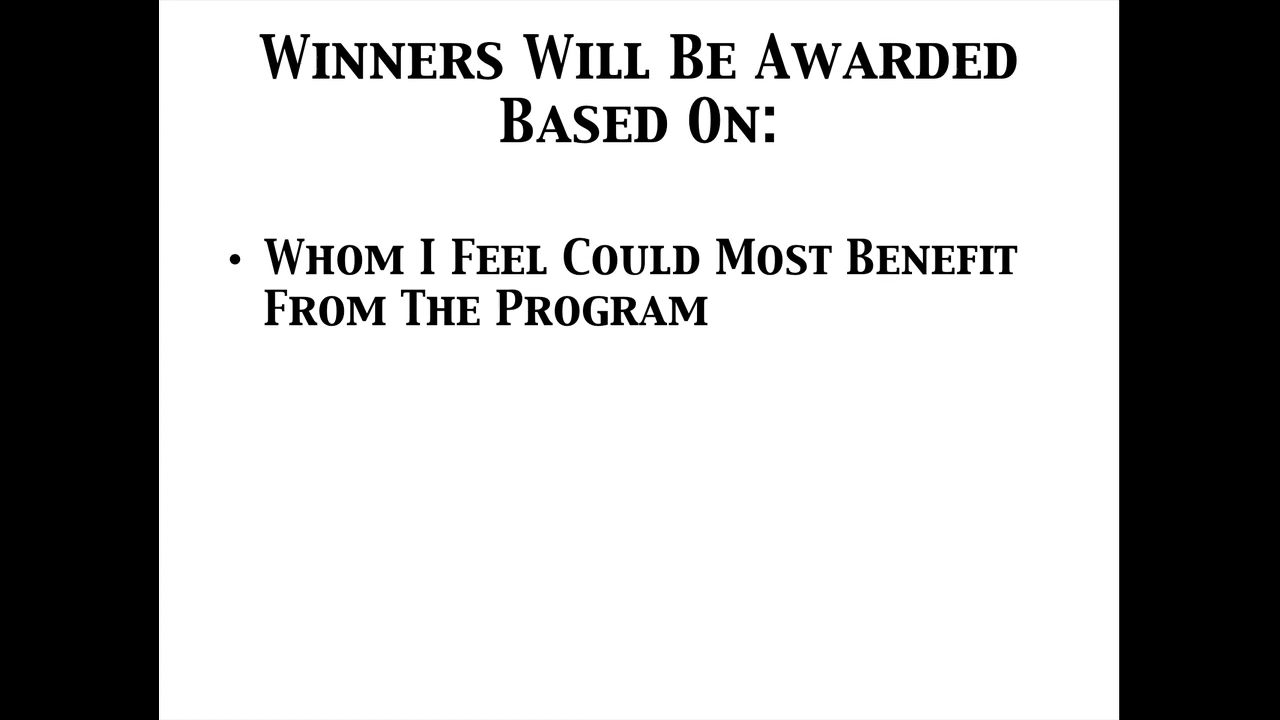 Winners Will Be Awarded
Based On:
• Whom I Feel Could Most Benefit
From The Program